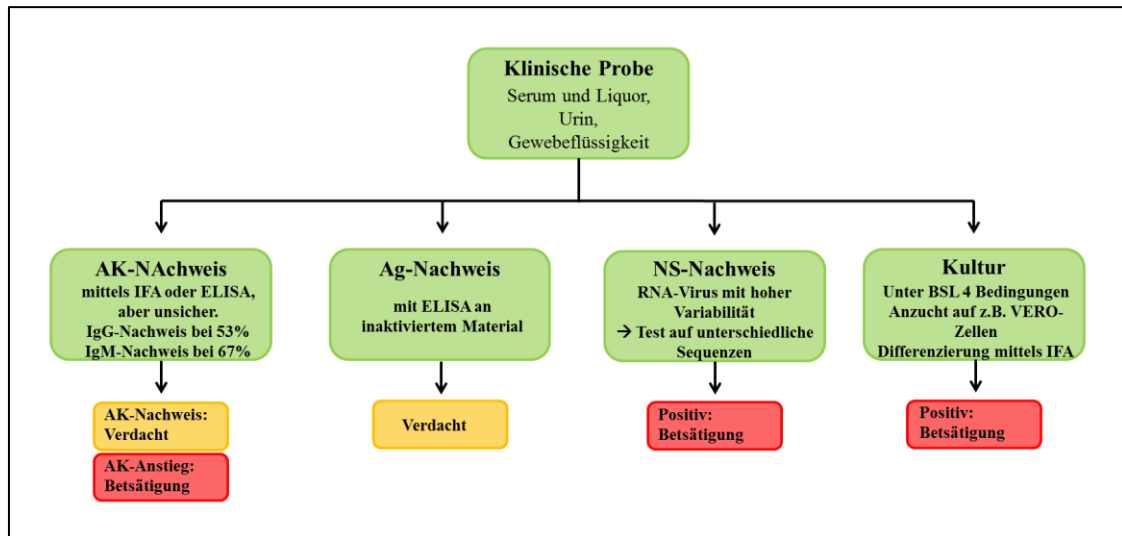 Klinische Probe
Serum und Liquor,
Urin,
Gewebeflüssigkeit
AK-NAchweis
mittels IFA oder ELISA,
aber unsicher.
IgG-Nachweis bei 53%
IgM-Nachweis bei 67%
Ag-Nachweis
mit ELISA an
inaktiviertem Material
NS-Nachweis
RNA-Virus mit hoher
Variabilität
→ Test auf unterschiedliche
Sequenzen
Kultur
Unter BSL 4 Bedingungen
Anzucht auf z.B. VERO-
Zellen
Differenzierung mittels IFA
AK-Nachweis:
Verdacht
AK-Anstieg:
Betsätigung
Verdacht
Positiv:
Betsätigung
Positiv:
Betsätigung